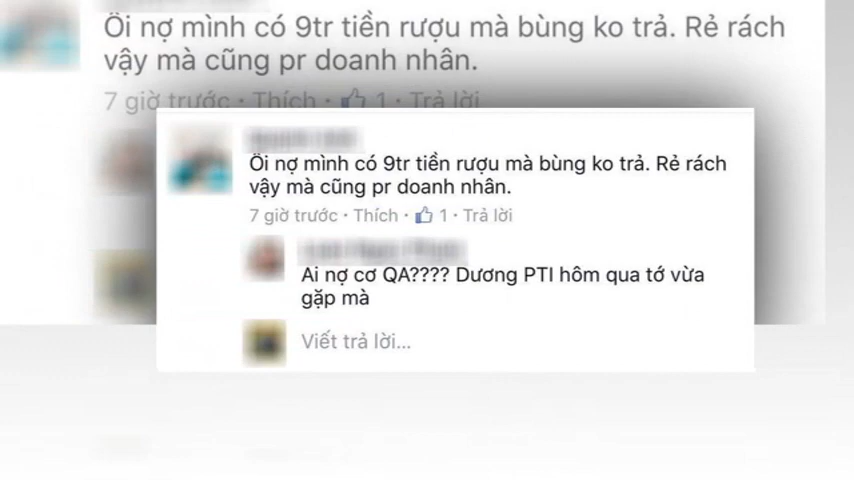 Ôi nợ mình có 9tr tiền rượu mà bùng ko trả. Rẻ rách
vậy mà cũng pr doanh nhân.
7 giờ trước · Thích · 1 · Trả lời
Ôi nợ mình có 9tr tiền rượu mà bùng ko trả. Rẻ rách
vậy mà cũng pr doanh nhân.
7 giờ trước · Thích · 1 · Trả lời
Ai nợ cơ QA???? Dương PTI hôm qua tớ vừa
gặp mà
Viết trả lời...